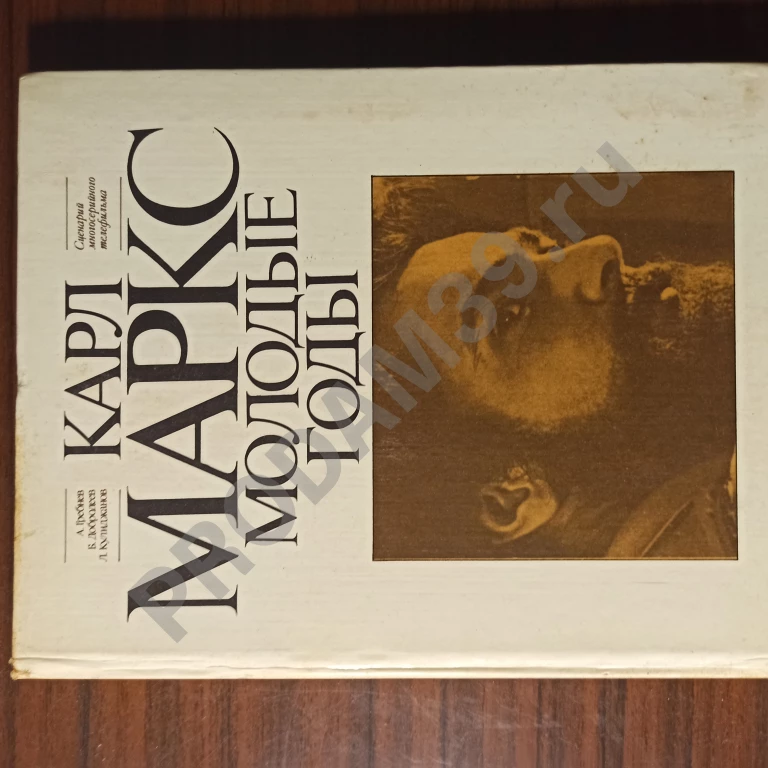 А. Гребнев
Б. Добродеев
Л. Кулиджанов
Сценарий
многосерийного
телефильма
КАРЛ
МАРКС
МОЛОДЫЕ
ГОДЫ
PRODAM39.ru